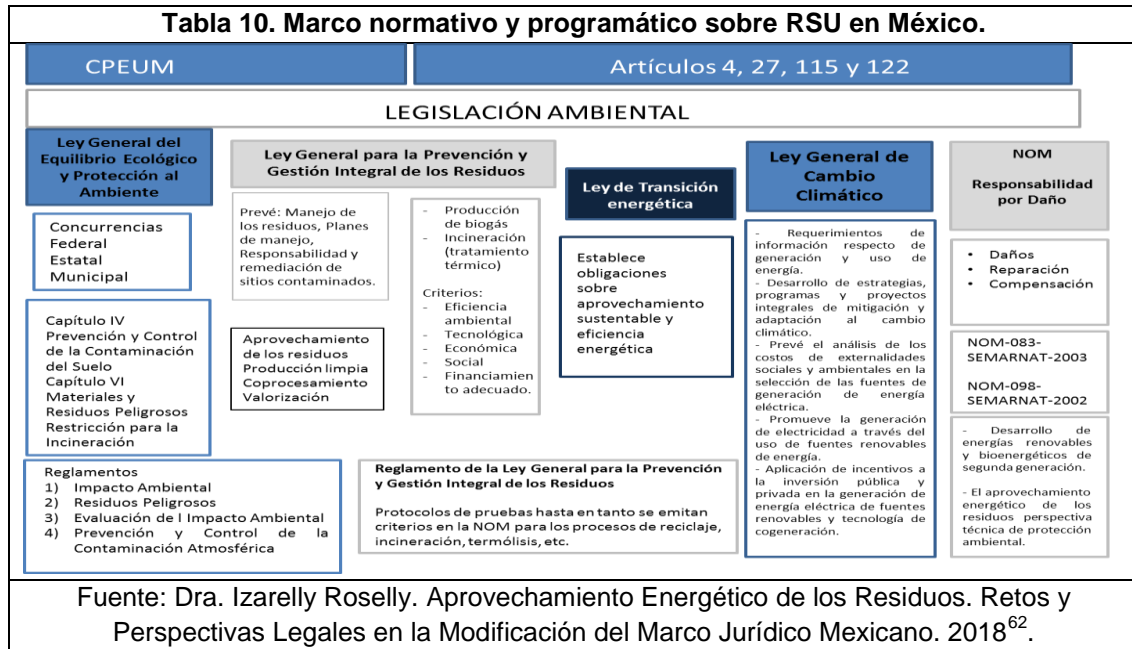 Tabla 10. Marco normativo y programático sobre RSU en México.
CPEUM
Artículos 4, 27, 115 y 122
LEGISLACIÓN AMBIENTAL
Ley General del
Equilibrio Ecológico
y Protección al
Ambiente
Concurrencias
Federal
Estatal
Municipal
Capítulo IV
Prevención y Control
de la Contaminación
del Suelo
Capítulo VI
Materiales y
Residuos Peligrosos
Restricción para la
Incineración
Reglamentos
1) Impacto Ambiental
2) Residuos Peligrosos
3) Evaluación de l Impacto Ambiental
4) Prevención y Control de la
Contaminación Atmosférica
Ley General para la Prevención y
Gestión Integral de los Residuos
Prevé: Manejo de
los residuos, Planes
de manejo,
Responsabilidad y
remediación de
sitios contaminados.
Aprovechamiento
de los residuos
Producción limpia
Coprocesamiento
Valorización
- Producción
de biogás
- Incineración
(tratamiento
térmico)
Criterios:
- Eficiencia
ambiental
- Tecnológica
- Económica
- Social
- Financiamie
nto adecuado.
Reglamento de la Ley General para la Prevención
y Gestión Integral de los Residuos
Protocolos de pruebas hasta en tanto se emitan
criterios en la NOM para los procesos de reciclaje,
incineración, termólisis, etc.
Ley de Transición
energética
Establece
obligaciones
sobre
aprovechamiento
sustentable y
eficiencia
energética
Ley General de
Cambio
Climático
- Requerimientos de
información respecto de
generación y uso de
energía.
- Desarrollo de estrategias,
programas y proyectos
integrales de mitigación y
adaptación al cambio
climático.
- Prevé el análisis de los
costos de externalidades
sociales y ambientales en la
selección de las fuentes de
generación de energía
eléctrica.
- Promueve la generación
de electricidad a través del
uso de fuentes renovables
de energía.
- Aplicación de incentivos a
la inversión pública y
privada en la generación de
energía eléctrica de fuentes
renovables y tecnología de
cogeneración.
NOM
Responsabilidad
por Daño
• Daños
• Reparación
• Compensación
NOM-083-
SEMARNAT-2003
NOM-098-
SEMARNAT-2002
- Desarrollo de
energías renovables
y bioenergéticos de
segunda generación.
- El aprovechamiento
energético de los
residuos perspectiva
técnica de protección
ambiental.
Fuente: Dra. Izarelly Roselly. Aprovechamiento Energético de los Residuos. Retos y
Perspectivas Legales en la Modificación del Marco Jurídico Mexicano. 2018⁶².